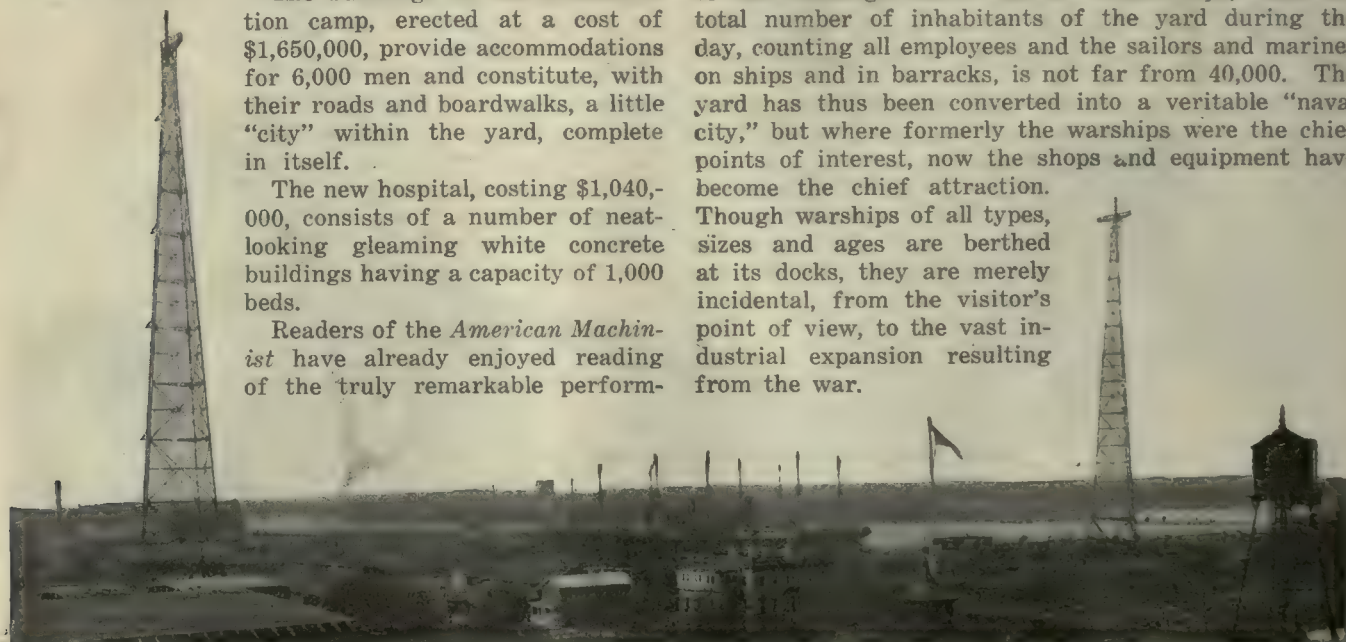 tion camp, erected at a cost of
$1,650,000, provide accommodations
for 6,000 men and constitute, with
their roads and boardwalks, a little
“city” within the yard, complete
in itself.
The new hospital, costing $1,040,-
000, consists of a number of neat-
looking gleaming white concrete
buildings having a capacity of 1,000
beds.
Readers of the American Machin-
ist have already enjoyed reading
of the truly remarkable perform-
total number of inhabitants of the yard during th
day, counting all employees and the sailors and marine
on ships and in barracks, is not far from 40,000. Th
yard has thus been converted into a veritable “nava
city,” but where formerly the warships were the chie
points of interest, now the shops and equipment hav
become the chief attraction.
Though warships of all types,
sizes and ages are berthed
at its docks, they are merely
incidental, from the visitor’s
point of view, to the vast in-
dustrial expansion resulting
from the war.